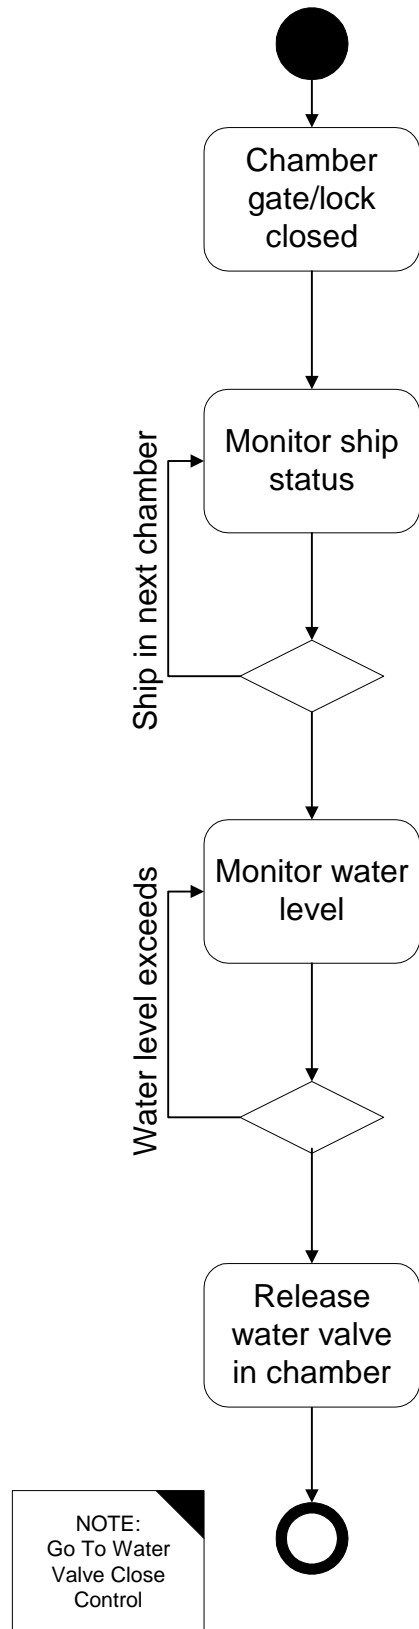 Chamber
gate/lock
closed
Monitor ship
status
Ship in next chamber
Monitor water
level
Water level exceeds
Release
water valve
in chamber
NOTE:
Go To Water
Valve Close
Control